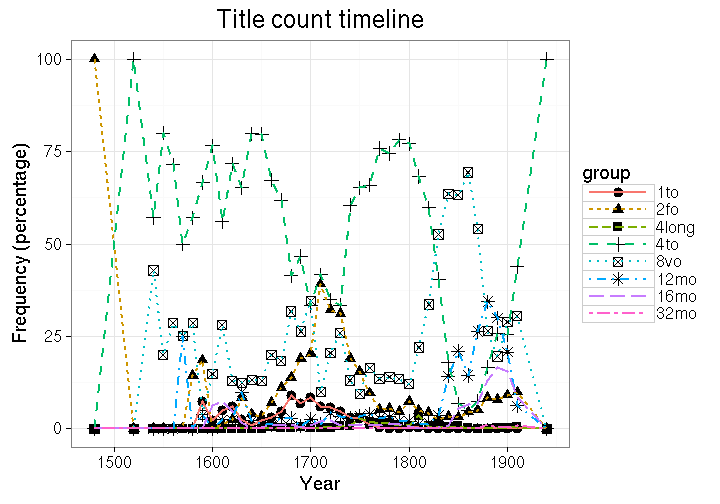 Title count timeline
100
75
50
25
0
Frequency (percentage)
1500
1600
1700
1800
1900
Year
group
1to
2fo
4long
4to
8vo
12mo
16mo
32mo